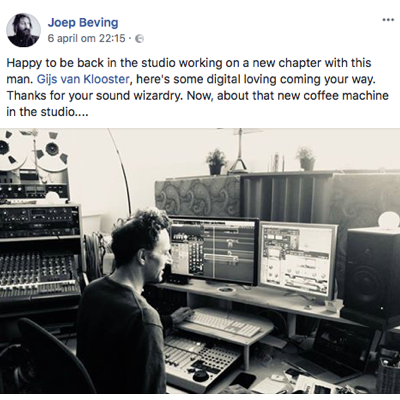 Joep Beving
6 april om 22:15 ·
Happy to be back in the studio working on a new chapter with this
man. Gijs van Klooster, here's some digital loving coming your way.
Thanks for your sound wizardry. Now, about that new coffee machine
in the studio....